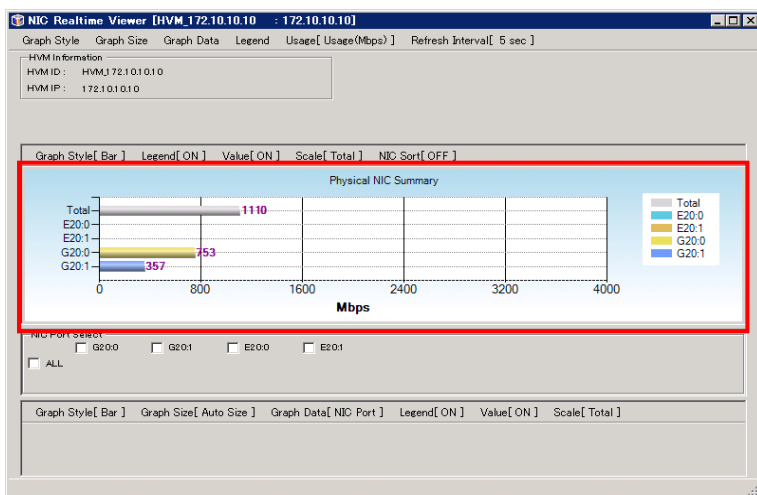 NIC Realtime Viewer [HVM_172.10.10.10 : 172.10.10.10]
Graph Style Graph Size Graph Data Legend Usage[ Usage(Mbps) ] Refresh Interval[ 5 sec ]
HVM Information
HVM ID : HVM_172.10.10.10
HVM IP : 172.10.10.10
Graph Style[ Bar ] Legend[ ON ] Value[ ON ] Scale[ Total ] NIC Sort[ OFF ]
Physical NIC Summary
Total 1110
E20:0
E20:1
G20:0 753
G20:1 357
0 800 1600 2400 3200 4000
Mbps
Total
E20:0
E20:1
G20:0
G20:1
NIC Port Select
G20:0 G20:1 E20:0 E20:1
ALL
Graph Style[ Bar ] Graph Size[ Auto Size ] Graph Data[ NIC Port ] Legend[ ON ] Value[ ON ] Scale[ Total ]